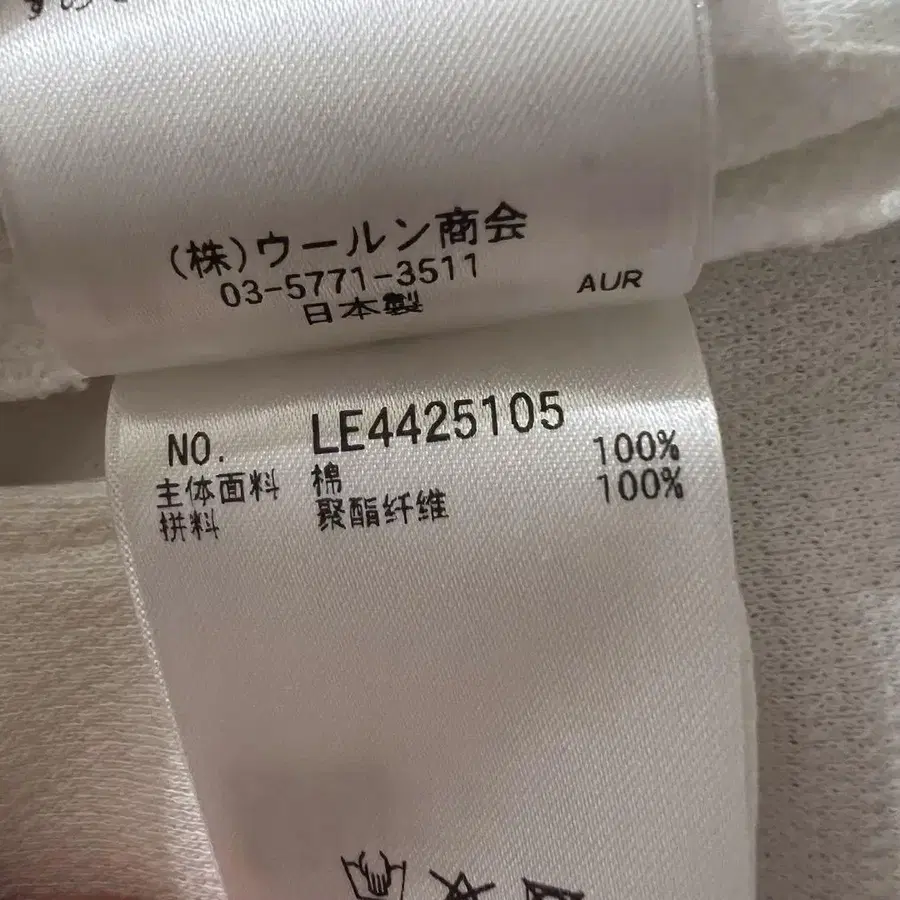 (株)ウールン商会
03-5771-3511
日本製
AUR
NO. LE4425105
主体面料 棉 100%
拼料 聚酯纤维 100%